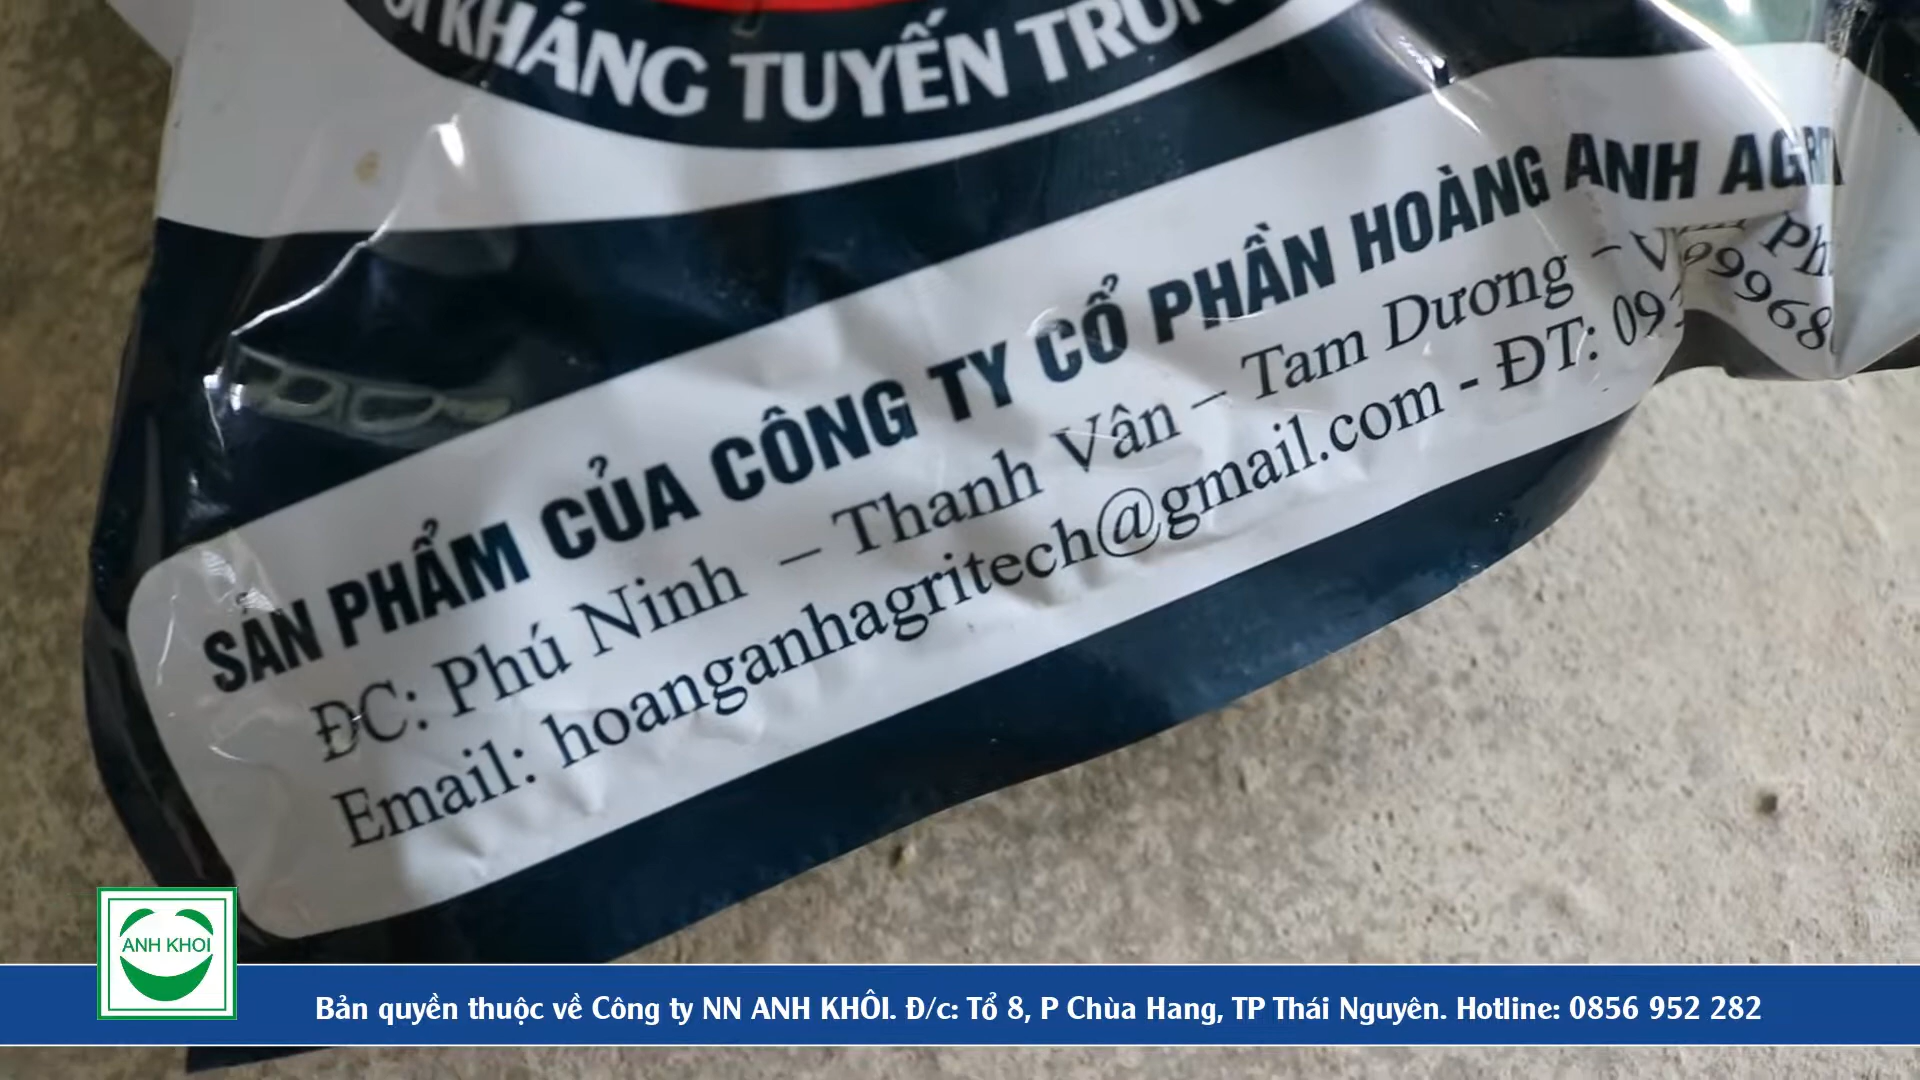 KHÁNG TUYẾN TRÙNG
SẢN PHẨM CỦA CÔNG TY CỔ PHẦN HOÀNG ANH
ĐC: Phú Ninh – Thanh Vân – Tam Dương –
Email: hoanganhagritech@gmail.com - ĐT:
ANH KHOI
Bản quyền thuộc về Công ty NN ANH KHÔI. Đ/c: Tổ 8, P Chùa Hang, TP Thái Nguyên. Hotline: 0856 952 282